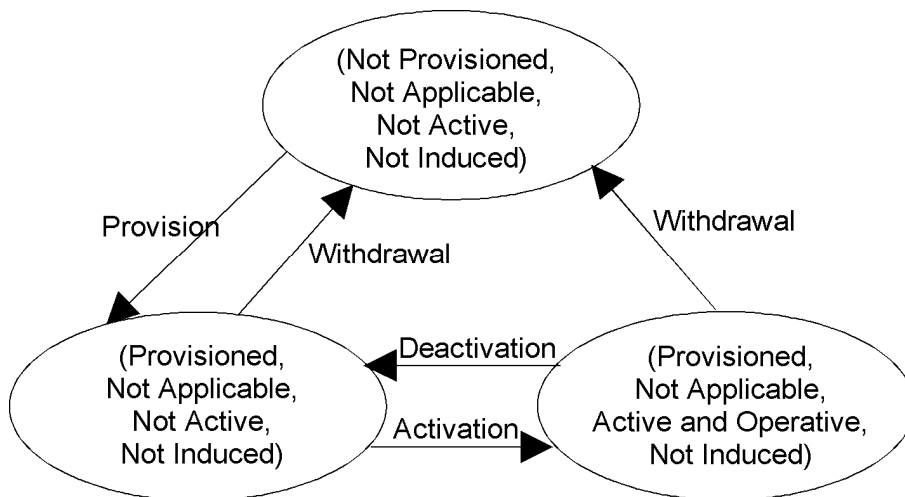 (Not Provisioned,
Not Applicable,
Not Active,
Not Induced)
Provision
Withdrawal
Withdrawal
(Provisioned,
Not Applicable,
Not Active,
Not Induced)
Deactivation
Activation
(Provisioned,
Not Applicable,
Active and Operative,
Not Induced)